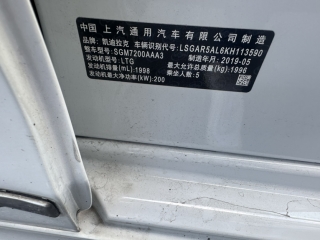 中国 上汽通用汽车有限公司 制造
品牌: 凯迪拉克 车辆识别代号: LSGAR5AL6KH113590
整车型号: SGM7200AAA3 制造年月: 2019-05
发动机型号: LTG 最大允许总质量(kg): 1996
发动机排量(mL): 1998 乘坐人数: 5
发动机最大净功率(kW): 200